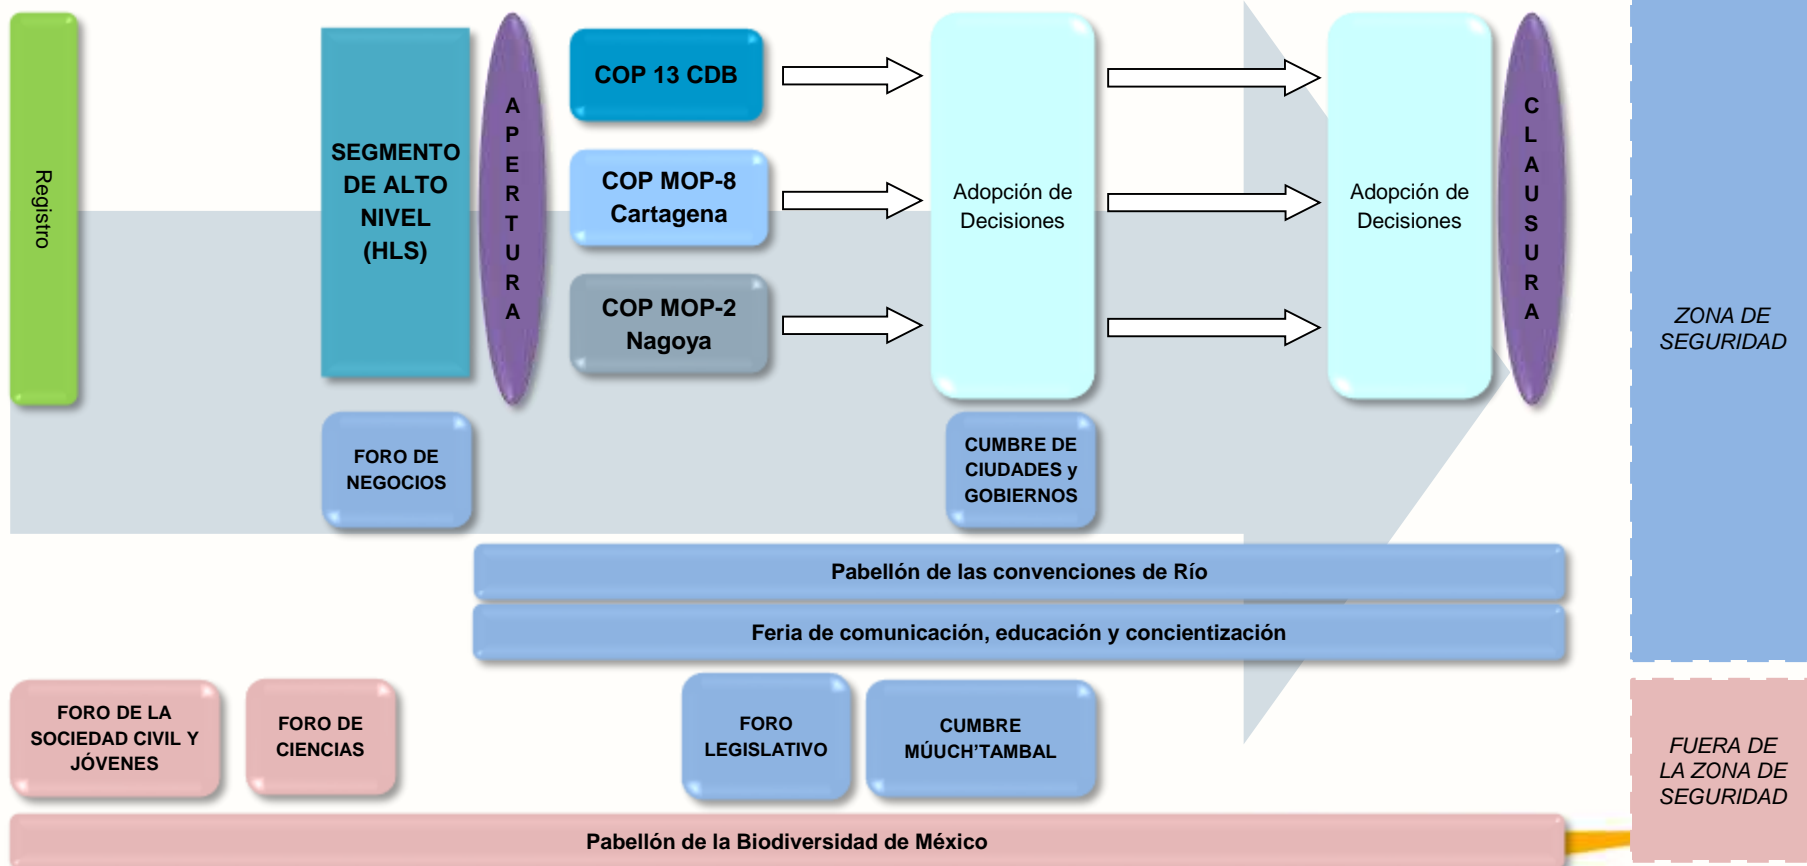 Registro
SEGMENTO
DE ALTO
NIVEL
(HLS)
APERTURA
COP 13 CDB
COP MOP-8
Cartagena
COP MOP-2
Nagoya
Adopción de
Decisiones
Adopción de
Decisiones
CLAUSURA
ZONA DE
SEGURIDAD
FORO DE
NEGOCIOS
CUMBRE DE
CIUDADES y
GOBIERNOS
Pabellón de las convenciones de Río
Feria de comunicación, educación y concientización
FORO DE LA
SOCIEDAD CIVIL Y
JÓVENES
FORO DE
CIENCIAS
FORO
LEGISLATIVO
CUMBRE
MÚUCH’TAMBAL
FUERA DE
LA ZONA DE
SEGURIDAD
Pabellón de la Biodiversidad de México